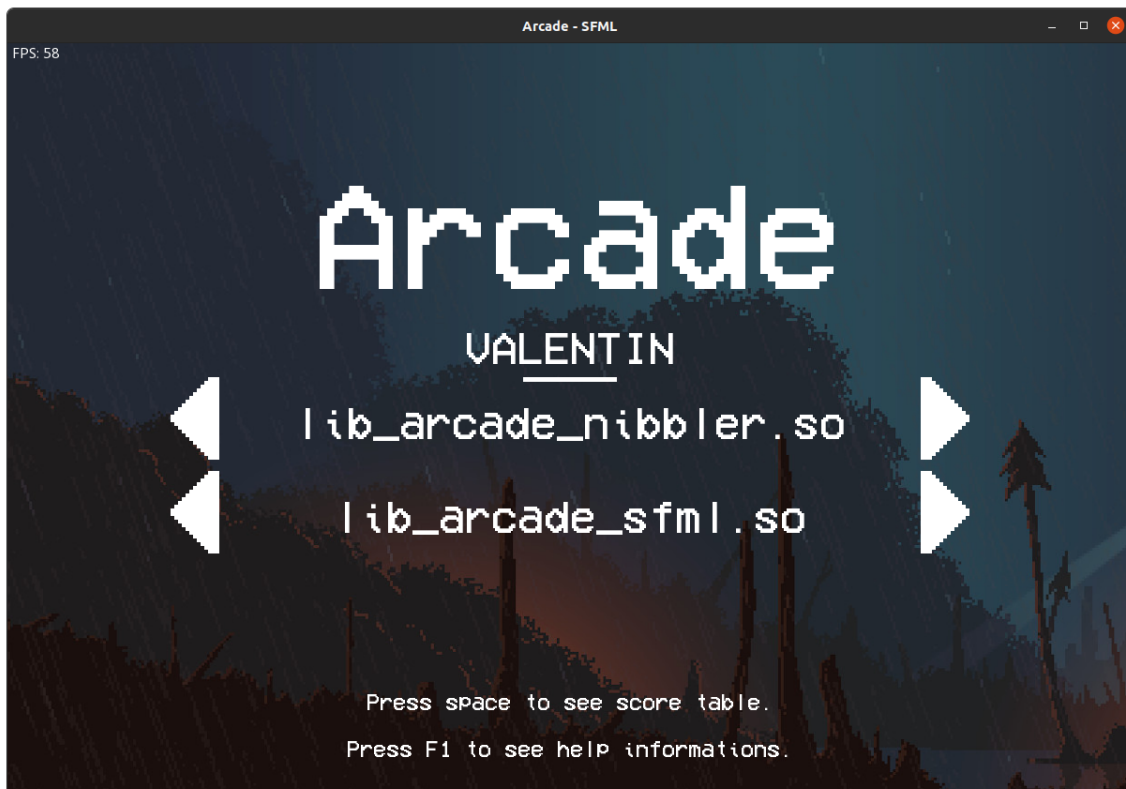 Arcade - SFML
FPS: 58
Arcade
VALENTIN
lib_arcade_nibbler.so
lib_arcade_sfml.so
Press space to see score table.
Press F1 to see help informations.